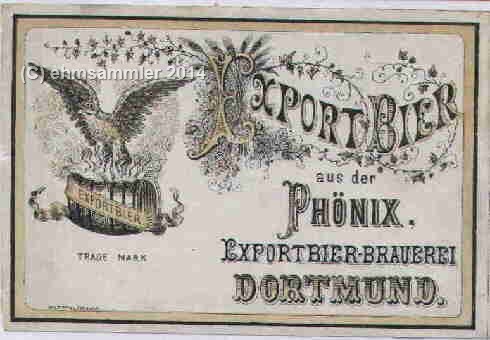 (C) ehmsammler 2014
EXPORT BIER
aus der
PHÖNIX.
EXPORTBIER-BRAUEREI
DORTMUND.
EXPORTBIER
TRADE MARK